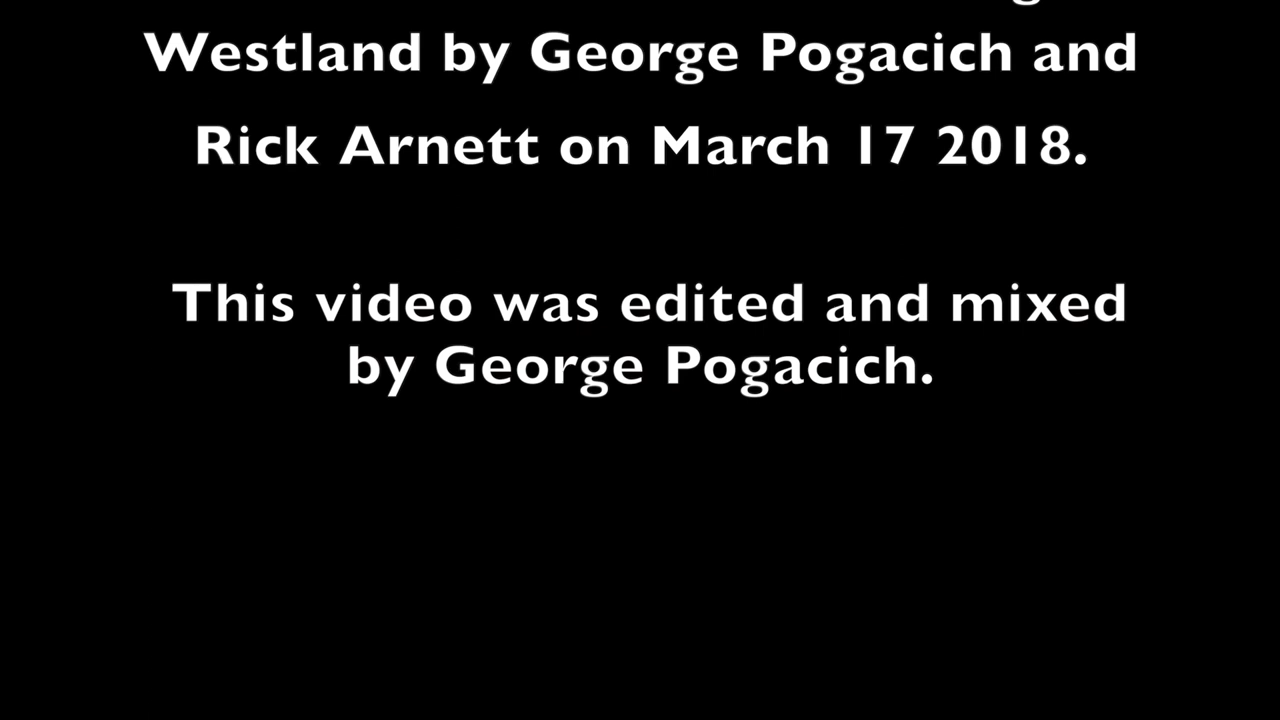 Westland by George Pogacich and
Rick Arnett on March 17 2018.
This video was edited and mixed
by George Pogacich.